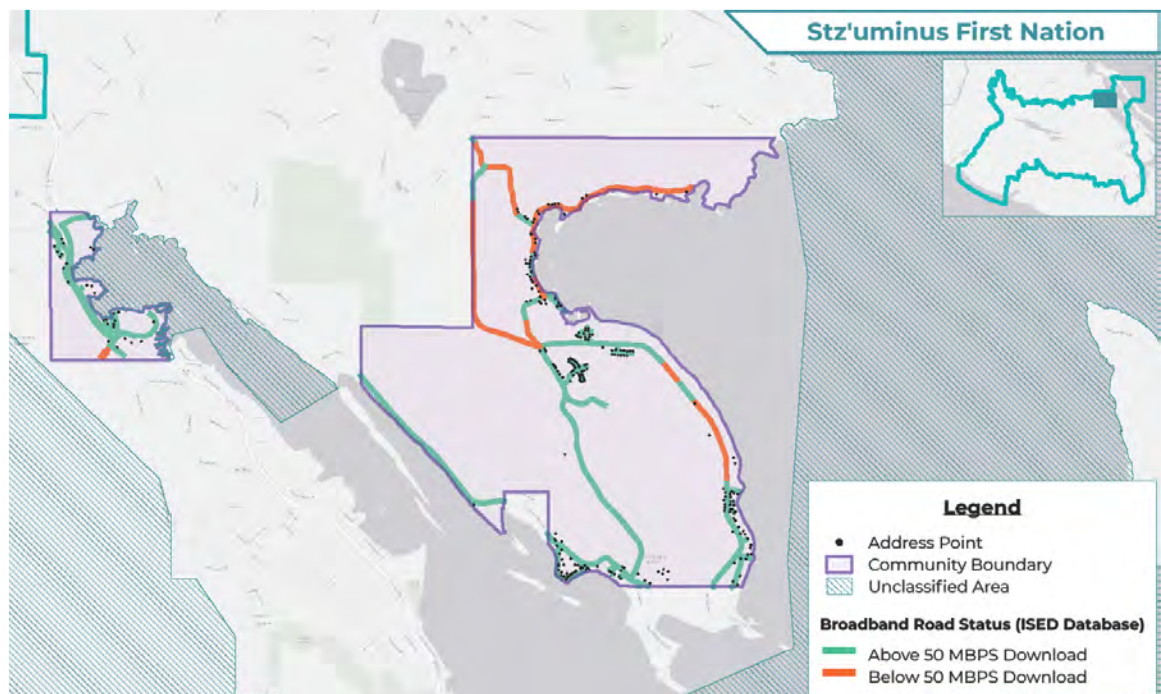 Stz'uminus First Nation
Legend
Address Point
Community Boundary
Unclassified Area
Broadband Road Status (ISED Database)
Above 50 MBPS Download
Below 50 MBPS Download